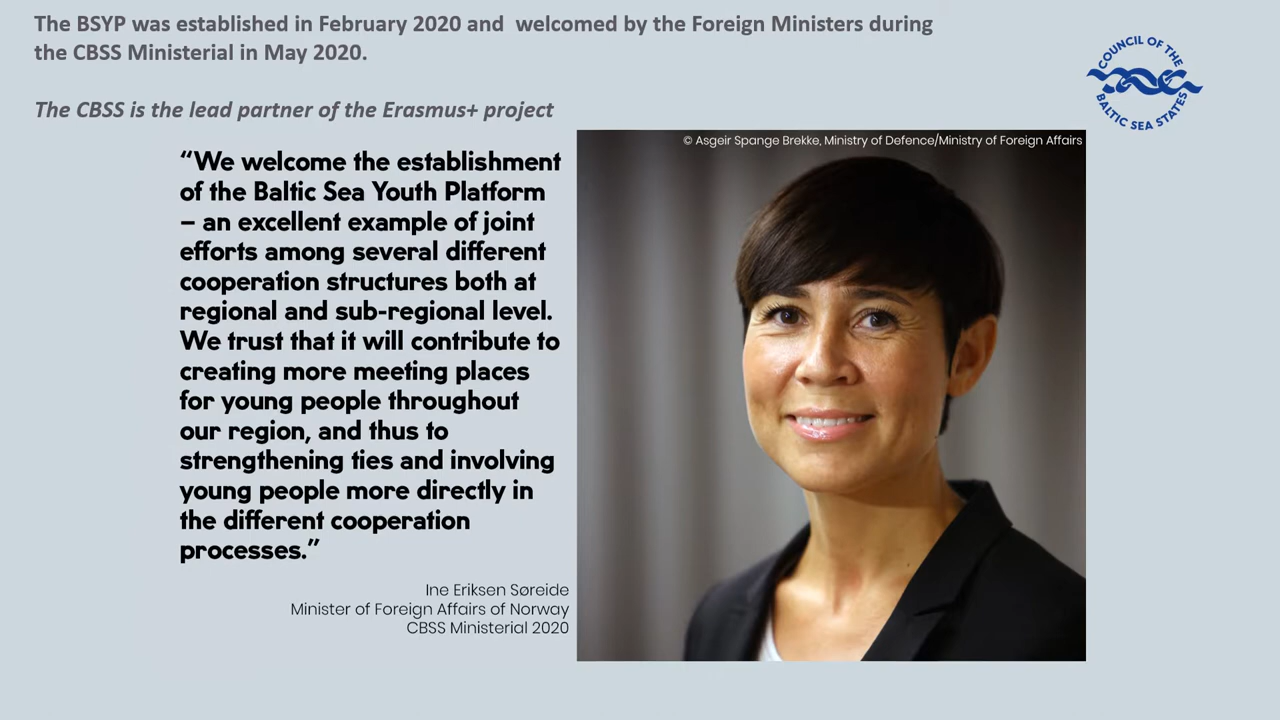 The BSYP was established in February 2020 and  welcomed by the Foreign Ministers during
the CBSS Ministerial in May 2020.
The CBSS is the lead partner of the Erasmus+ project
COUNCIL OF THE
BALTIC SEA STATES
© Asgeir Spange Brekke, Ministry of Defence/Ministry of Foreign Affairs
“We welcome the establishment
of the Baltic Sea Youth Platform
– an excellent example of joint
efforts among several different
cooperation structures both at
regional and sub-regional level.
We trust that it will contribute to
creating more meeting places
for young people throughout
our region, and thus to
strengthening ties and involving
young people more directly in
the different cooperation
processes.”
Ine Eriksen Søreide
Minister of Foreign Affairs of Norway
CBSS Ministerial 2020